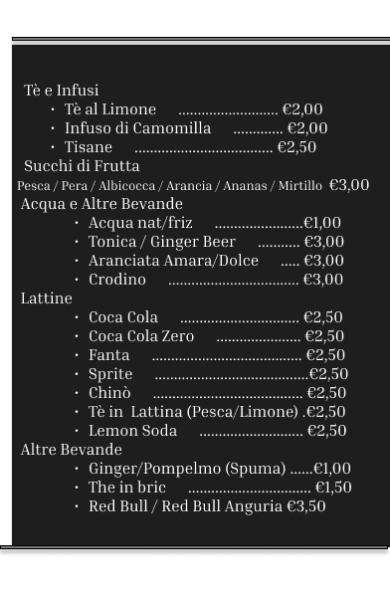 Tè e Infusi
· Tè al Limone .......................... €2,00
· Infuso di Camomilla ............. €2,00
· Tisane ................................... €2,50
Succhi di Frutta
Pesca / Pera / Albicocca / Arancia / Ananas / Mirtillo €3,00
Acqua e Altre Bevande
· Acqua nat/friz .......................€1,00
· Tonica / Ginger Beer ........... €3,00
· Aranciata Amara/Dolce ..... €3,00
· Crodino ................................. €3,00
Lattine
· Coca Cola .............................. €2,50
· Coca Cola Zero ...................... €2,50
· Fanta ...................................... €2,50
· Sprite .......................................€2,50
· Chinò ...................................... €2,50
· Tè in Lattina (Pesca/Limone) .€2,50
· Lemon Soda .......................... €2,50
Altre Bevande
· Ginger/Pompelmo (Spuma) ......€1,00
· The in bric ............................... €1,50
· Red Bull / Red Bull Anguria €3,50